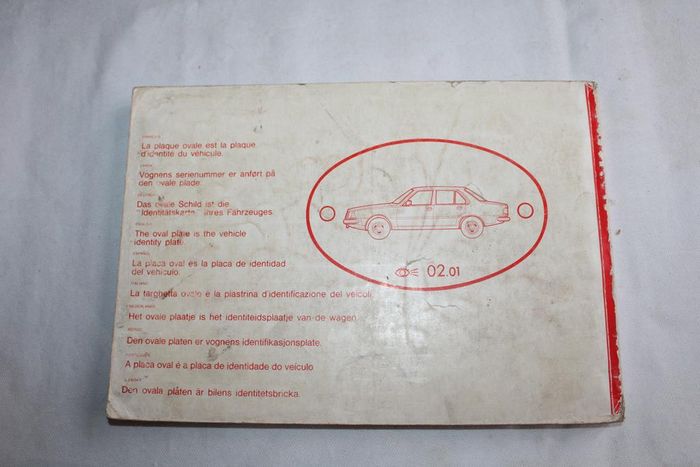 La plaque ovale est la plaque
d'identité du véhicule.
Vognens serienummer er anført på
den ovale plade.
Das ovale Schild ist die
"Identitätskarte" Ihres Fahrzeuges.
The oval plate is the vehicle
identity plate.
La placa oval es la placa de identidad
del vehiculo.
ITALIANO
La targhetta ovale é la piastrina d'identificazione del veicolo.
Het ovale plaatje is het identiteidsplaatje van de wagen.
Den ovale platen er vognens identifikasjonsplate.
A placa oval é a placa de identidade do veículo
Den ovala plåten är bilens identitetsbricka.
02.01